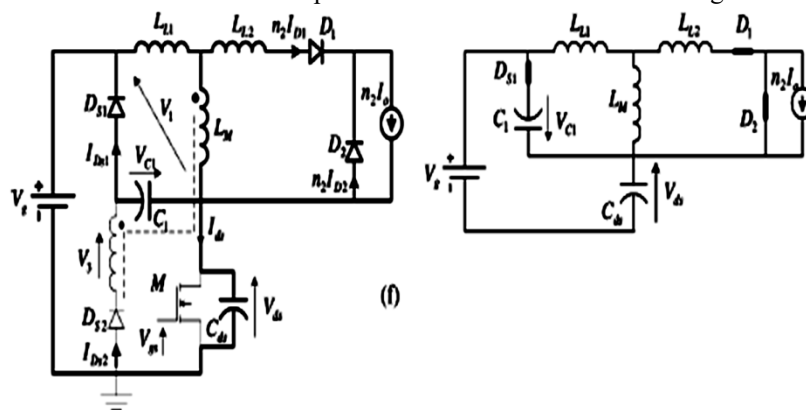 L_L1 L_L2 n_2I_D1 D_1
D_S1 V_1 L_M n_2I_o
I_Ds1 V_C1 D_2
V_g + C_1 I_ds n_2I_D2
V_3 M
D_S2 V_gs C_ds V_ds
I_Ds2
(f)
L_L1 L_L2 D_1
D_S1 L_M n_2I_o
C_1 V_C1 D_2
V_g +
C_ds V_ds